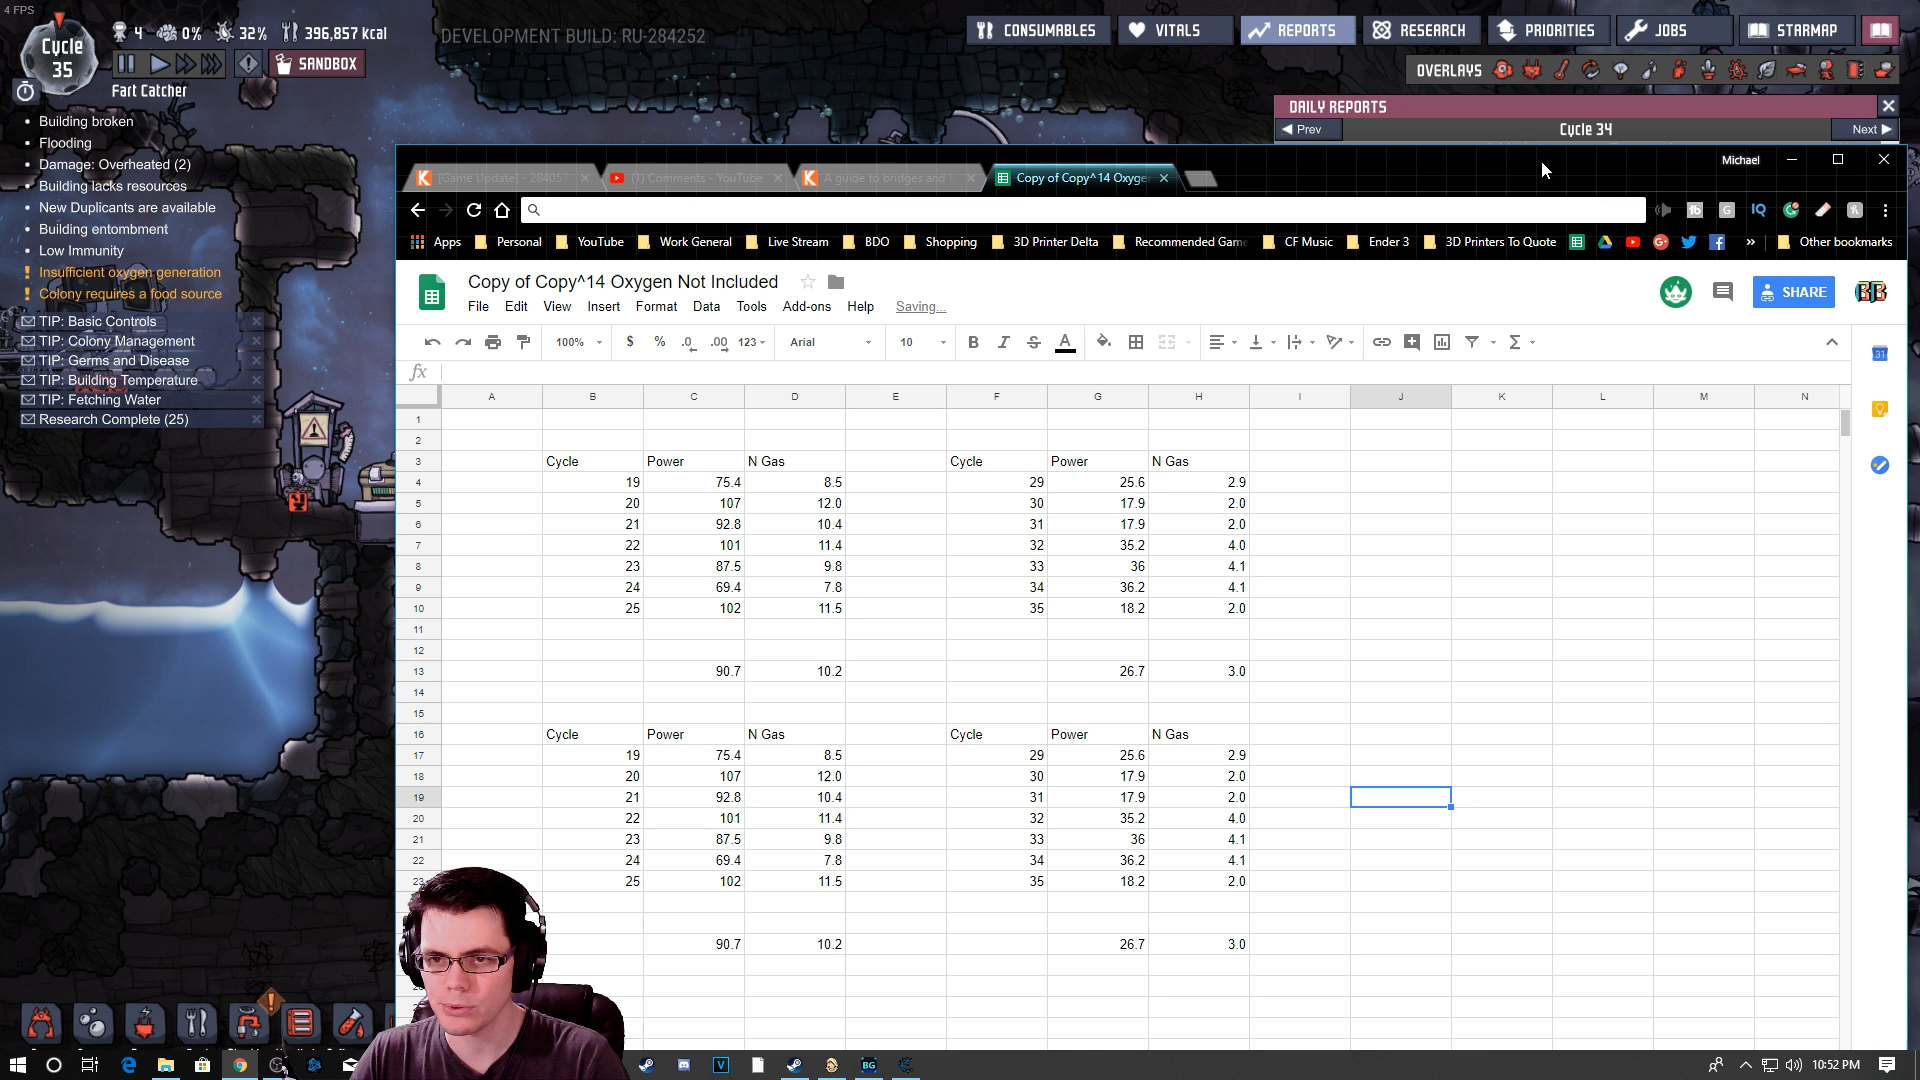 4 FPS
Cycle
35
4 0% 32% 396,857 kcal
SANDBOX
Fart Catcher
DEVELOPMENT BUILD: RU-284252
CONSUMABLES VITALS REPORTS RESEARCH PRIORITIES JOBS STARMAP
OVERLAYS
DAILY REPORTS
Prev Cycle 34 Next
• Building broken
• Flooding
• Damage: Overheated (2)
• Building lacks resources
• New Duplicants are available
• Building entombment
• Low Immunity
! Insufficient oxygen generation
! Colony requires a food source
TIP: Basic Controls
TIP: Colony Management
TIP: Germs and Disease
TIP: Building Temperature
TIP: Fetching Water
Research Complete (25)
Michael
[Game Update] - 28405 (1) Comments - YouTube A guide to bridges and Copy of Copy^14 Oxyge
Apps Personal YouTube Work General Live Stream BDO Shopping 3D Printer Delta Recommended Game CF Music Ender 3 3D Printers To Quote » Other bookmarks
Copy of Copy^14 Oxygen Not Included
File Edit View Insert Format Data Tools Add-ons Help Saving...
SHARE
100% $ % .0 .00 123 Arial 10 B I S A Σ
fx
31
A B C D E F G H I J K L M N
1
2
3 Cycle Power N Gas Cycle Power N Gas
4 19 75.4 8.5 29 25.6 2.9
5 20 107 12.0 30 17.9 2.0
6 21 92.8 10.4 31 17.9 2.0
7 22 101 11.4 32 35.2 4.0
8 23 87.5 9.8 33 36 4.1
9 24 69.4 7.8 34 36.2 4.1
10 25 102 11.5 35 18.2 2.0
11
12
13 90.7 10.2 26.7 3.0
14
15
16 Cycle Power N Gas Cycle Power N Gas
17 19 75.4 8.5 29 25.6 2.9
18 20 107 12.0 30 17.9 2.0
19 21 92.8 10.4 31 17.9 2.0
20 22 101 11.4 32 35.2 4.0
21 23 87.5 9.8 33 36 4.1
22 24 69.4 7.8 34 36.2 4.1
23 25 102 11.5 35 18.2 2.0
90.7 10.2 26.7 3.0
10:52 PM